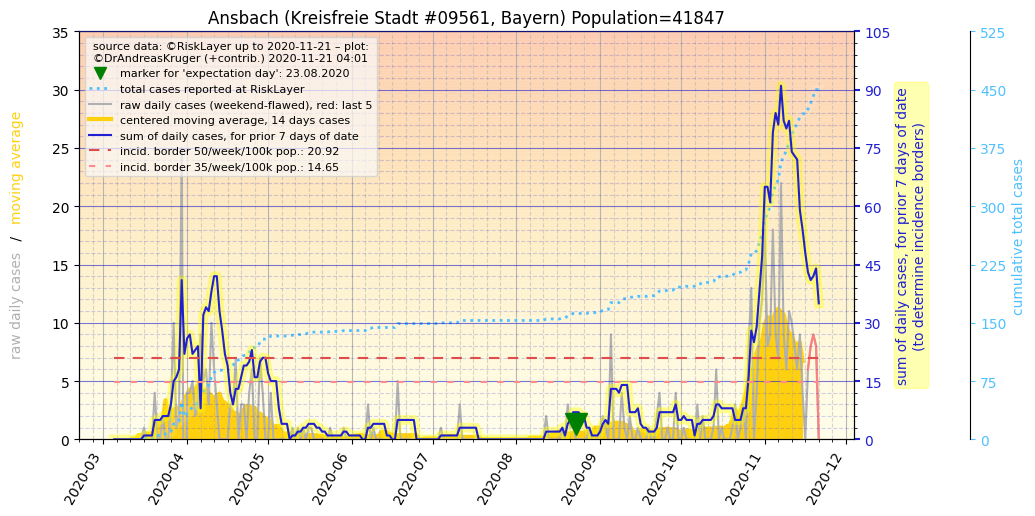 Ansbach (Kreisfreie Stadt #09561, Bayern) Population=41847
source data: ©RiskLayer up to 2020-11-21 – plot:
©DrAndreasKruger (+contrib.) 2020-11-21 04:01
marker for 'expectation day': 23.08.2020
total cases reported at RiskLayer
raw daily cases (weekend-flawed), red: last 5
centered moving average, 14 days cases
sum of daily cases, for prior 7 days of date
incid. border 50/week/100k pop.: 20.92
incid. border 35/week/100k pop.: 14.65
raw daily cases / moving average
35
30
25
20
15
10
5
0
105
90
75
60
45
30
15
0
sum of daily cases, for prior 7 days of date
(to determine incidence borders)
525
450
375
300
225
150
75
0
cumulative total cases
2020-03
2020-04
2020-05
2020-06
2020-07
2020-08
2020-09
2020-10
2020-11
2020-12